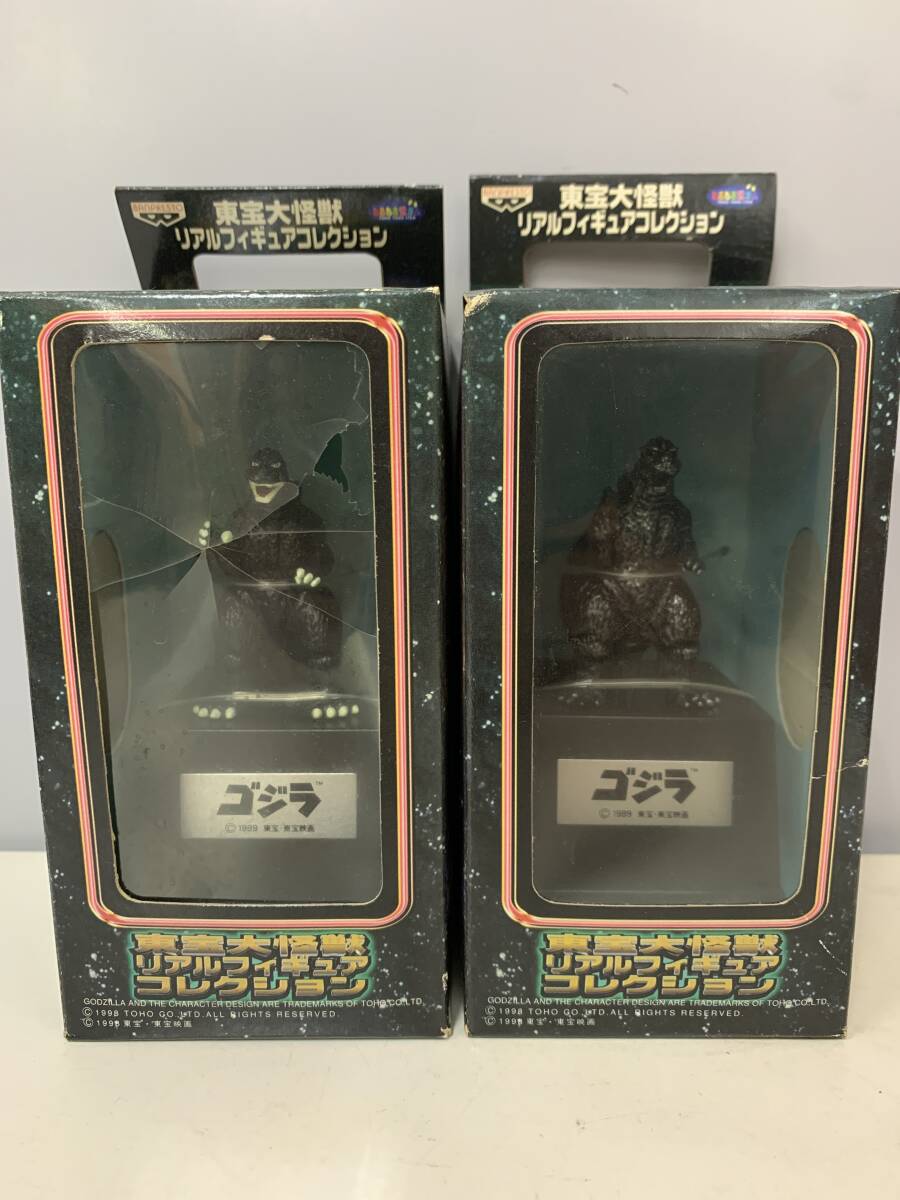 BANPRESTO
東宝大怪獣
リアルフィギュアコレクション
ゴジラ™
©1999 東宝・東宝映画
東宝大怪獣
リアルフィギュア
コレクション
GODZILLA AND THE CHARACTER DESIGN ARE TRADEMARKS OF TOHO CO.,LTD.
©1998 TOHO CO.,LTD. ALL RIGHTS RESERVED.
©1998 東宝・東宝映画
BANPRESTO
東宝大怪獣
リアルフィギュアコレクション
ゴジラ™
©1999 東宝・東宝映画
東宝大怪獣
リアルフィギュア
コレクション
GODZILLA AND THE CHARACTER DESIGN ARE TRADEMARKS OF TOHO CO.,LTD.
©1998 TOHO CO.,LTD. ALL RIGHTS RESERVED.
©1998 東宝・東宝映画